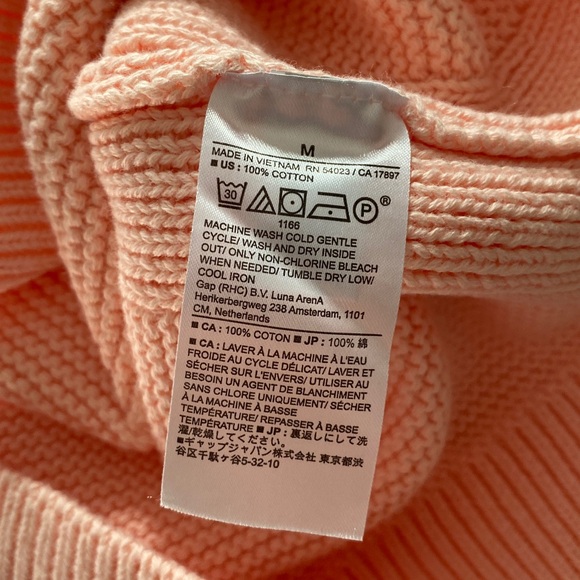 M
MADE IN VIETNAM RN 54023 / CA 17897
■ US : 100% COTTON
30 P ®
1166
MACHINE WASH COLD GENTLE
CYCLE/ WASH AND DRY INSIDE
OUT/ ONLY NON-CHLORINE BLEACH
WHEN NEEDED/ TUMBLE DRY LOW/
COOL IRON
Gap (RHC) B.V. Luna ArenA
Herikerbergweg 238 Amsterdam, 1101
CM, Netherlands
■ CA : 100% COTON ■ JP : 100% 綿
■ CA : LAVER À LA MACHINE À L'EAU
FROIDE AU CYCLE DÉLICAT/ LAVER ET
SÉCHER SUR L'ENVERS/ UTILISER AU
BESOIN UN AGENT DE BLANCHIMENT
SANS CHLORE UNIQUEMENT/ SÉCHER
À LA MACHINE À BASSE
TEMPÉRATURE/ REPASSER À BASSE
TEMPÉRATURE ■ JP : 裏返しにして洗
濯/乾燥してください。
■ギャップジャパン株式会社 東京都渋
谷区千駄ヶ谷5-32-10